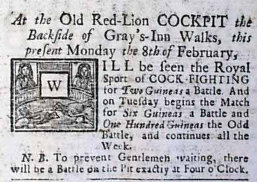 At the Old Red-Lion COCKPIT the
Backside of Gray's-Inn Walks, this
present Monday the 8th of February,
WILL be seen the Royal
Sport of COCK-FIGHTING
for Two Guineas a Battle. And
on Tuesday begins the Match
for Six Guineas a Battle and
One Hundred Guineas the Odd
Battle, and continues all the
Week.
N. B. To prevent Gentlemen waiting, there
will be a Battle on the Pit exactly at Four o'Clock.